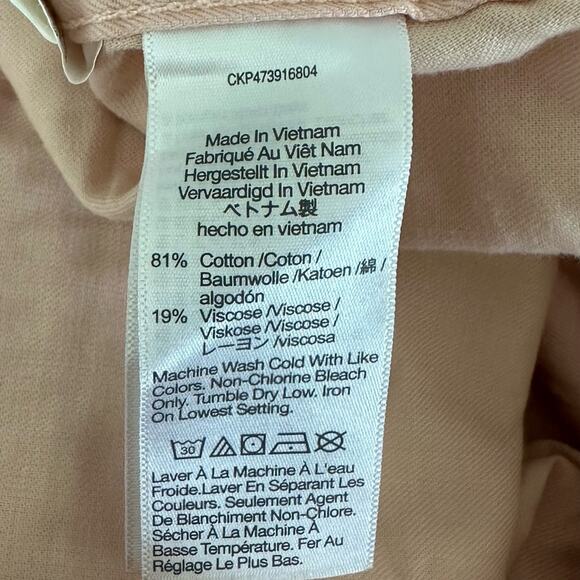 CKP473916804
Made In Vietnam
Fabriqué Au Viêt Nam
Hergestellt In Vietnam
Vervaardigd In Vietnam
ベトナム製
hecho en vietnam
81% Cotton /Coton /
Baumwolle /Katoen /綿 /
algodón
19% Viscose /Viscose /
Viskose /Viscose /
レーヨン /viscosa
Machine Wash Cold With Like
Colors. Non-Chlorine Bleach
Only. Tumble Dry Low. Iron
On Lowest Setting.
30
Laver À La Machine À L'eau
Froide.Laver En Séparant Les
Couleurs. Seulement Agent
De Blanchiment Non-Chlore.
Sécher À La Machine À
Basse Température. Fer Au
Réglage Le Plus Bas.